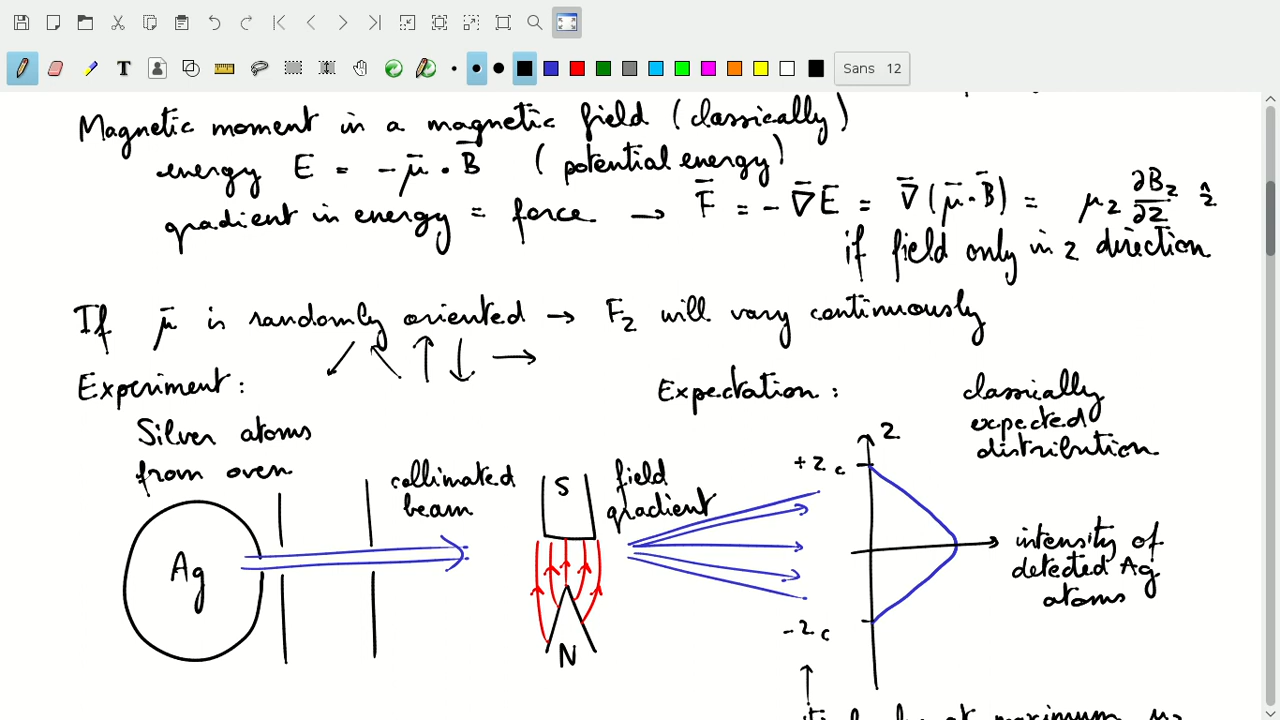 Sans 12
Magnetic moment in a magnetic field (classically)
energy E = -μ̄ · B̄ (potential energy)
gradient in energy = force → F̄ = -∇̄E = ∇̄(μ̄·B̄) = μz ∂Bz/∂z ẑ
if field only in z direction
If μ̄ is randomly oriented → Fz will vary continuously
Experiment:
Expectation:
classically
expected
distribution
Silver atoms
from oven
collimated
beam
S
field
gradient
z
+zc
Ag
intensity of
detected Ag
atoms
-zc
N
at maximum